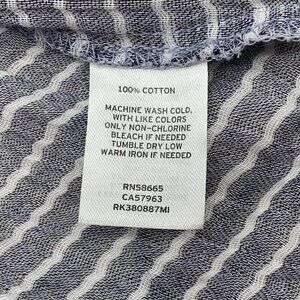 100% COTTON
MACHINE WASH COLD,
WITH LIKE COLORS
ONLY NON-CHLORINE
BLEACH IF NEEDED
TUMBLE DRY LOW
WARM IRON IF NEEDED
RN58665
CA57963
RK380887MI